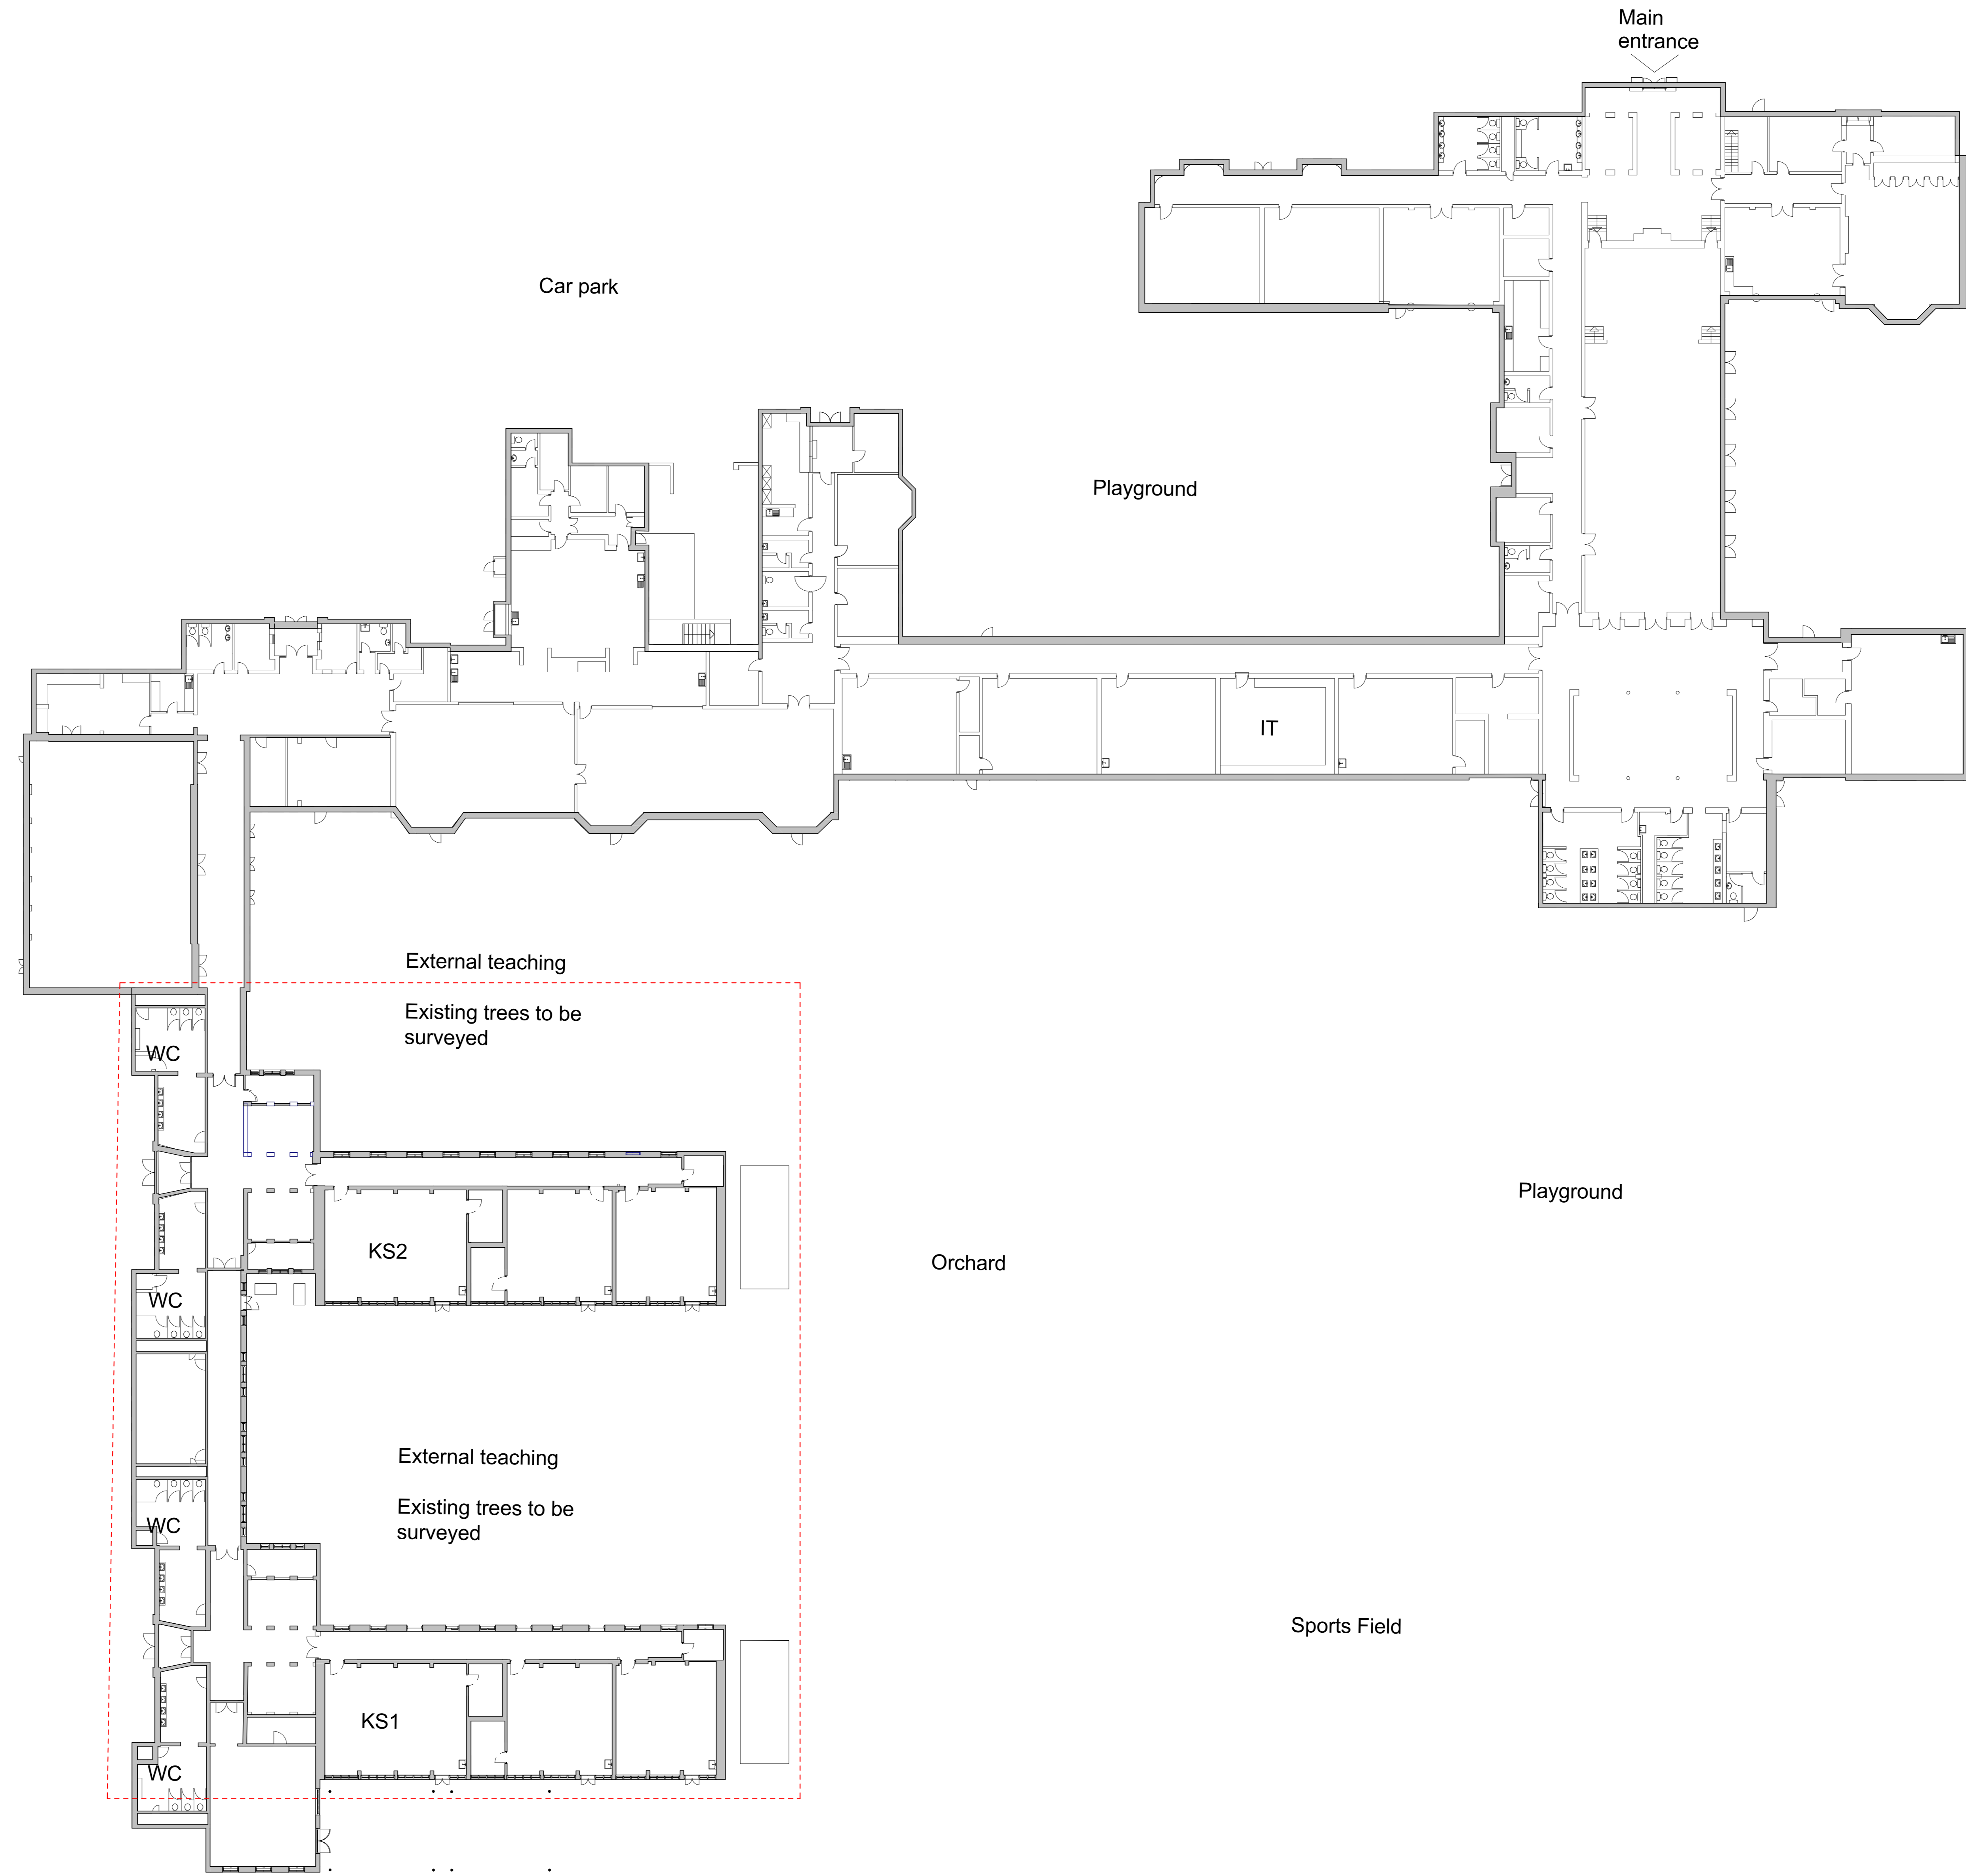 Main
entrance
Car park
Playground
IT
External teaching
Existing trees to be
surveyed
WC
Playground
KS2
Orchard
WC
External teaching
Existing trees to be
surveyed
WC
Sports Field
KS1
WC